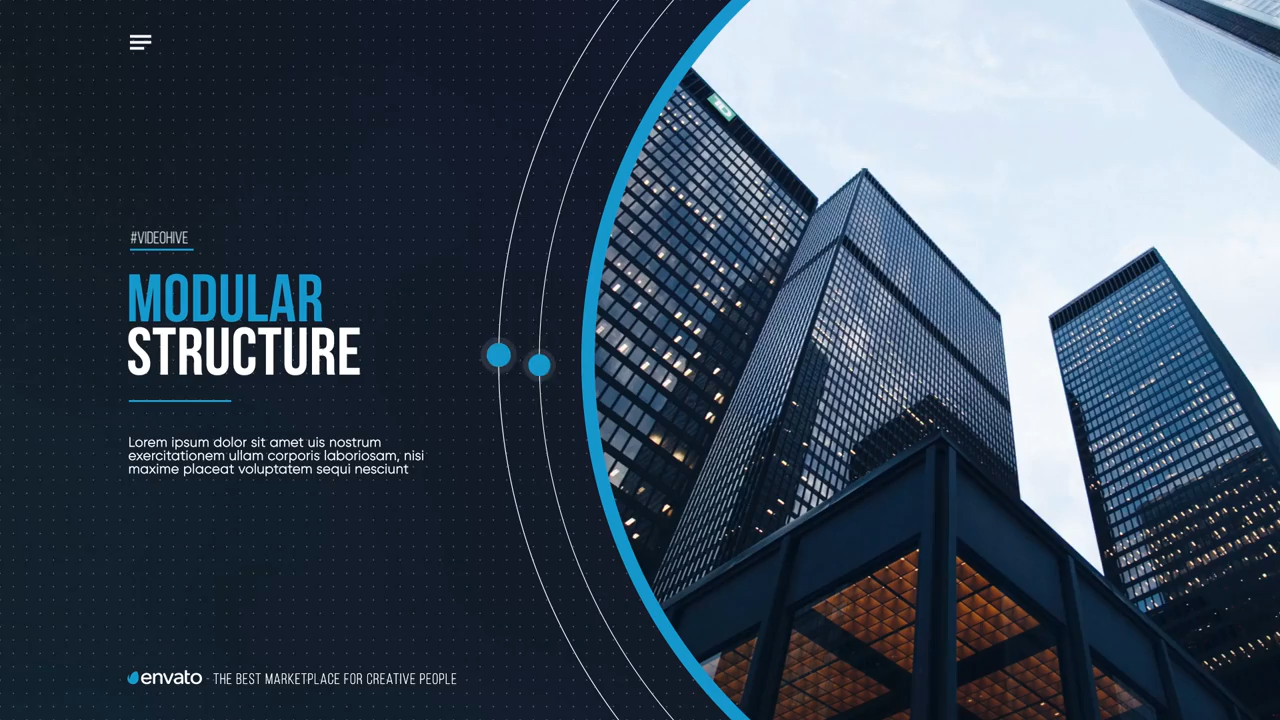 #VIDEOHIVE
MODULAR
STRUCTURE
Lorem ipsum dolor sit amet uis nostrum
exercitationem ullam corporis laboriosam, nisi
maxime placeat voluptatem sequi nesciunt
envato · THE BEST MARKETPLACE FOR CREATIVE PEOPLE
TD